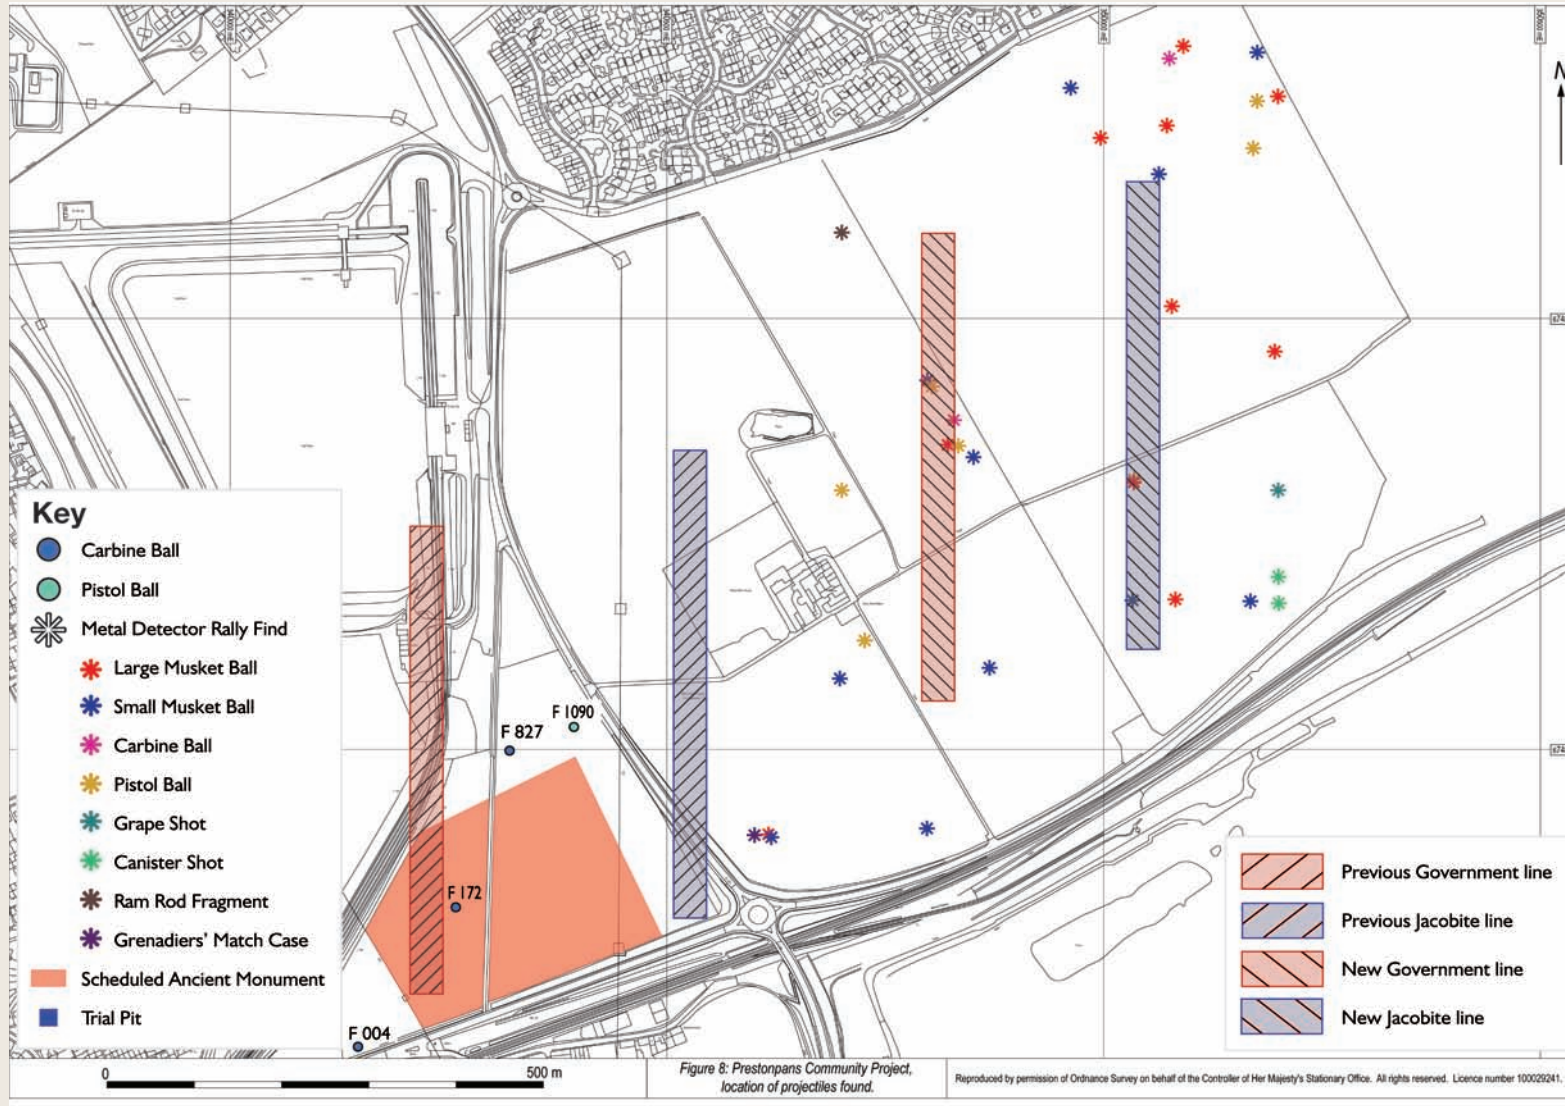 N
Key
Carbine Ball
Pistol Ball
Metal Detector Rally Find
Large Musket Ball
Small Musket Ball
Carbine Ball
Pistol Ball
Grape Shot
Canister Shot
Ram Rod Fragment
Grenadiers' Match Case
Scheduled Ancient Monument
Trial Pit
F 1090
F 827
F 172
F 004
Previous Government line
Previous Jacobite line
New Government line
New Jacobite line
0
500 m
Figure 8: Prestonpans Community Project,
location of projectiles found.
Reproduced by permission of Ordnance Survey on behalf of the Controller of Her Majesty's Stationary Office. All rights reserved. Licence number 100029241.